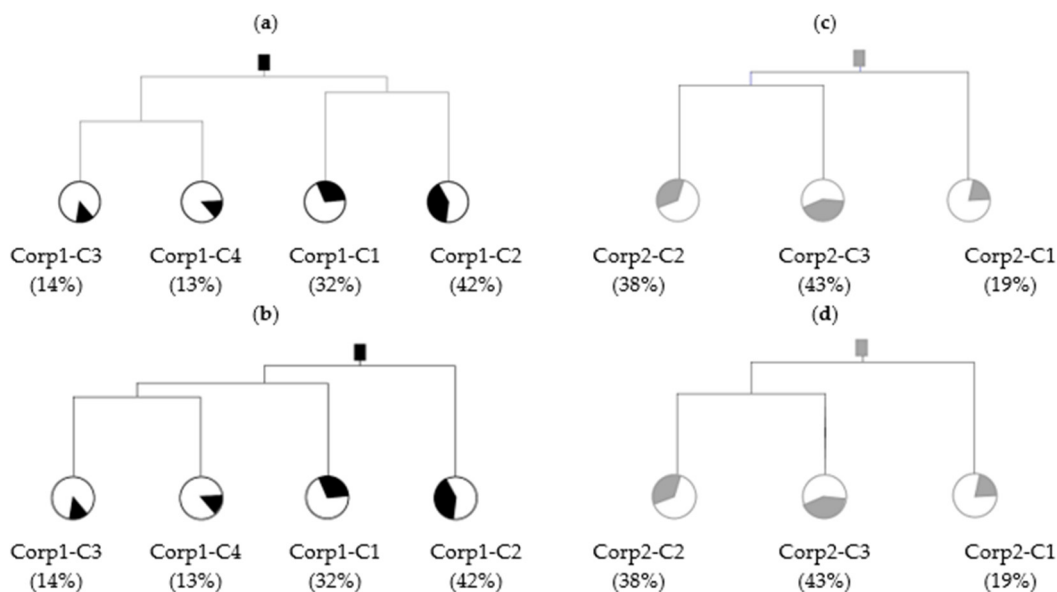 (a)
Corp1-C3 Corp1-C4 Corp1-C1 Corp1-C2
(14%) (13%) (32%) (42%)
(c)
Corp2-C2 Corp2-C3 Corp2-C1
(38%) (43%) (19%)
(b)
Corp1-C3 Corp1-C4 Corp1-C1 Corp1-C2
(14%) (13%) (32%) (42%)
(d)
Corp2-C2 Corp2-C3 Corp2-C1
(38%) (43%) (19%)